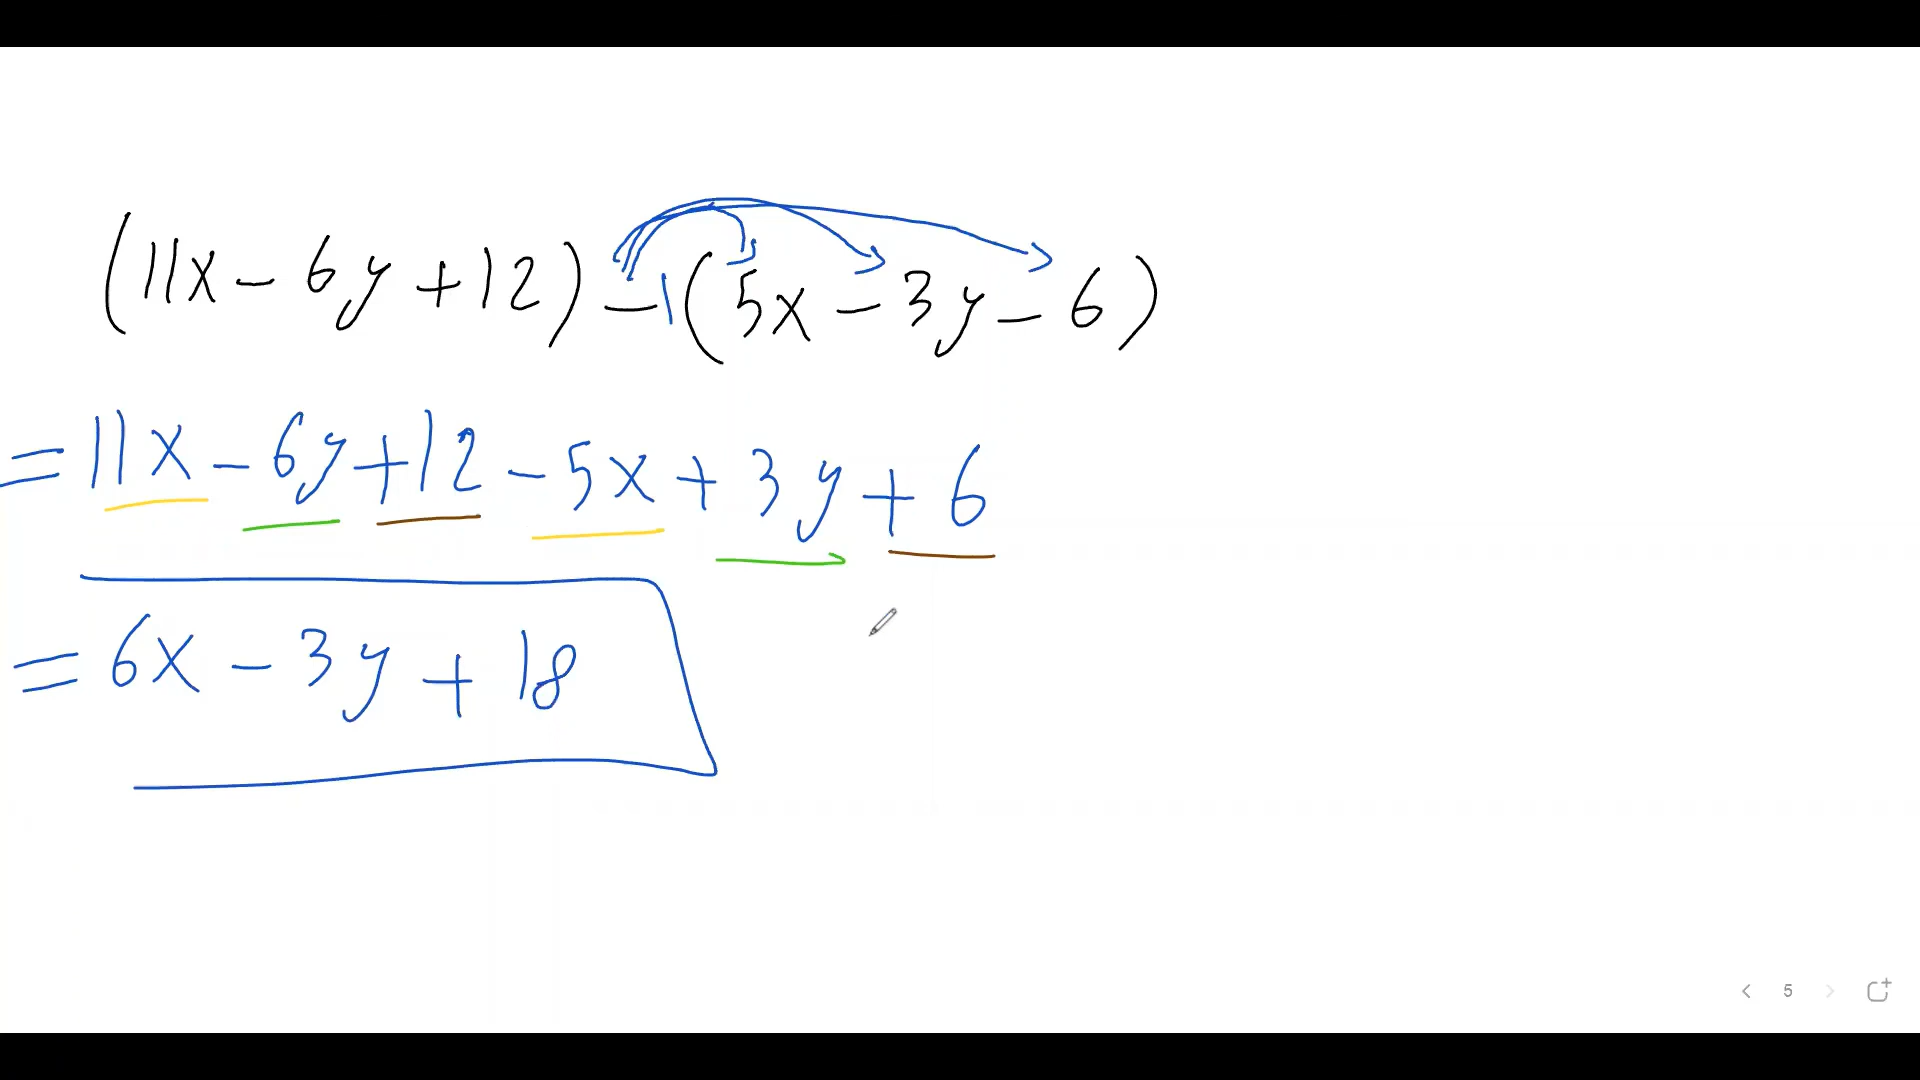 (11x - 6y + 12) - 1(5x - 3y - 6)
= 11x - 6y + 12 - 5x + 3y + 6
= 6x - 3y + 18
5